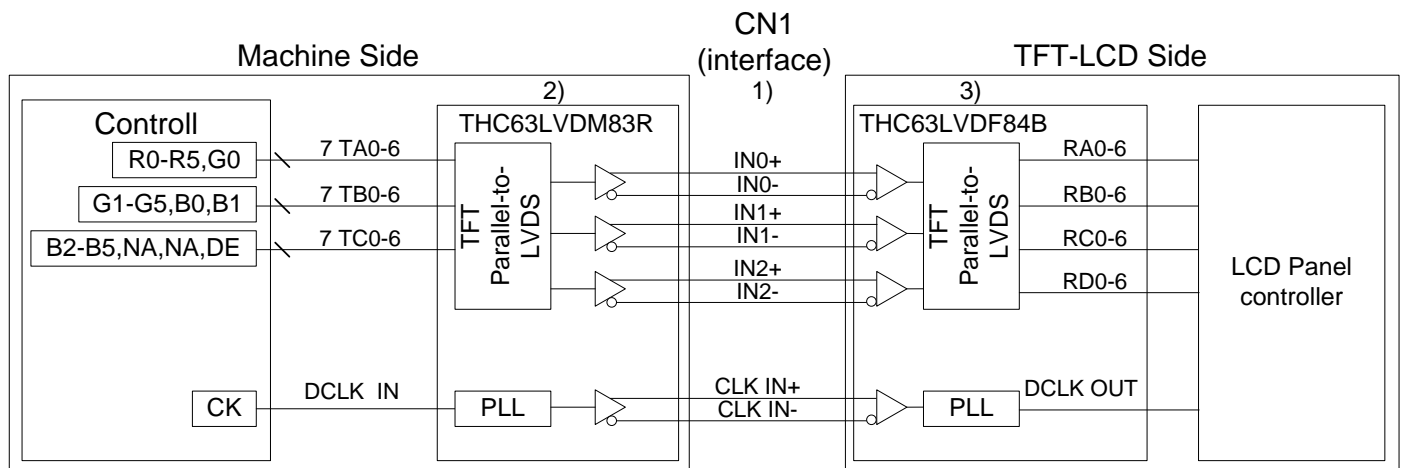 CN1
(interface)
1)
Machine Side
TFT-LCD Side
2)
3)
Controll
THC63LVDM83R
THC63LVDF84B
R0-R5,G0
7 TA0-6
G1-G5,B0,B1
7 TB0-6
B2-B5,NA,NA,DE
7 TC0-6
TFT
Parallel-to-
LVDS
IN0+
IN0-
IN1+
IN1-
IN2+
IN2-
TFT
Parallel-to-
LVDS
RA0-6
RB0-6
RC0-6
RD0-6
LCD Panel
controller
CK
DCLK IN
PLL
CLK IN+
CLK IN-
PLL
DCLK OUT